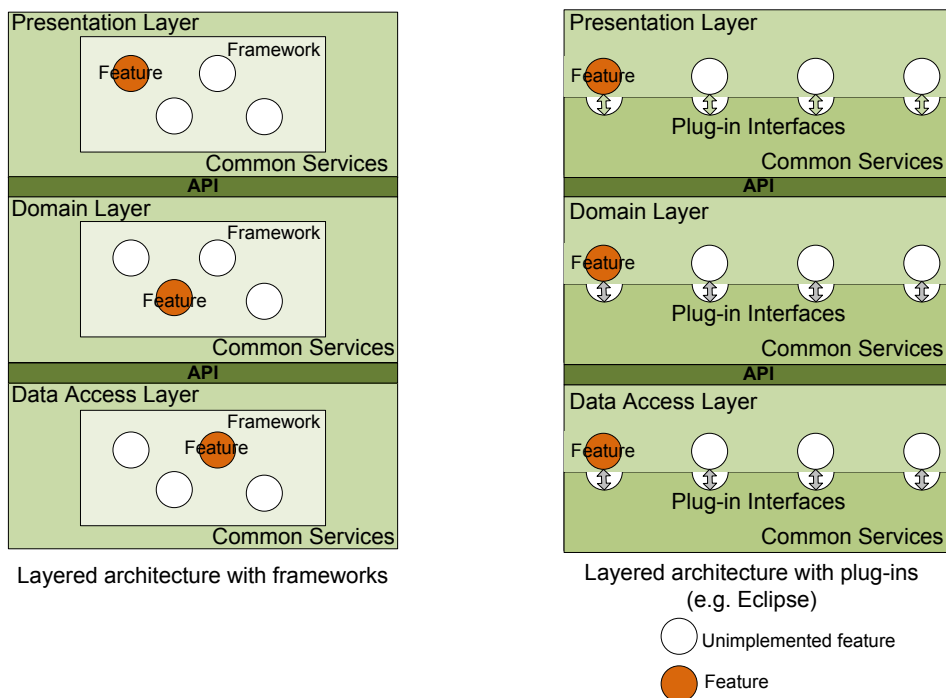 Presentation Layer
Framework
Feature
Common Services
API
Domain Layer
Framework
Feature
Common Services
API
Data Access Layer
Framework
Feature
Common Services
Layered architecture with frameworks
Presentation Layer
Feature
Plug-in Interfaces
Common Services
API
Domain Layer
Feature
Plug-in Interfaces
Common Services
API
Data Access Layer
Feature
Plug-in Interfaces
Common Services
Layered architecture with plug-ins
(e.g. Eclipse)
Unimplemented feature
Feature